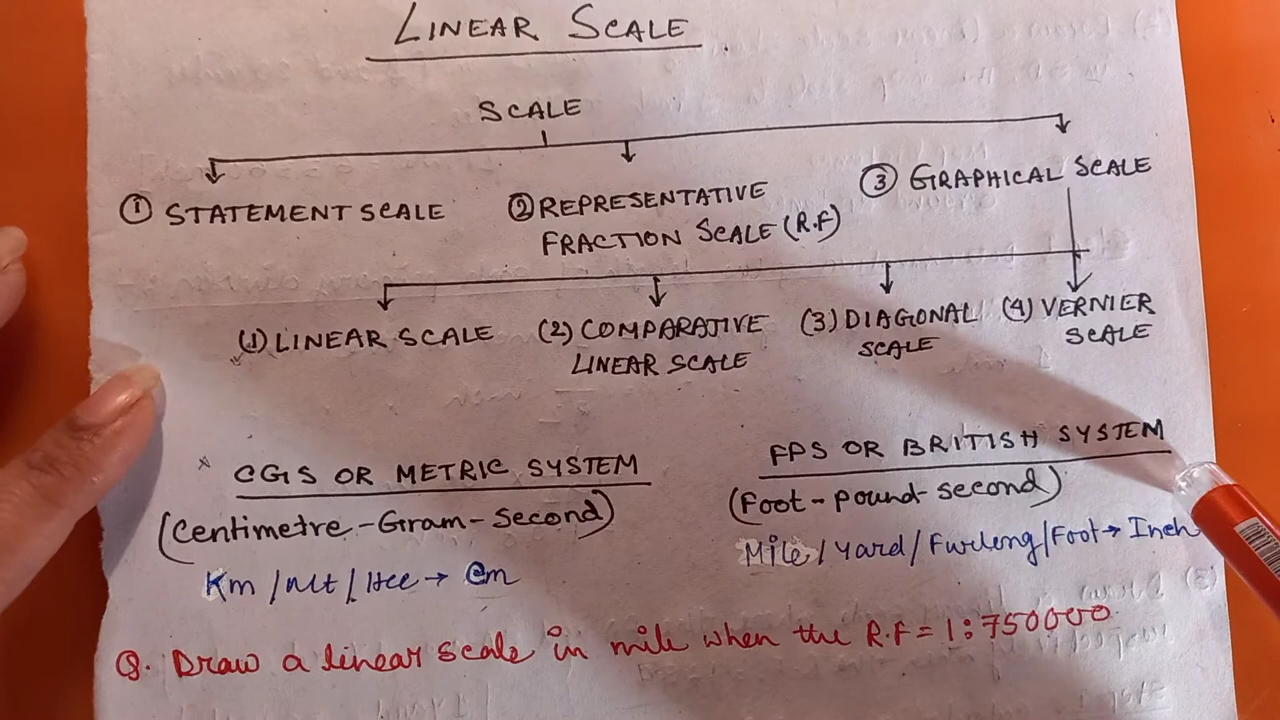 LINEAR SCALE
SCALE
① STATEMENT SCALE
② REPRESENTATIVE
FRACTION SCALE (R.F)
③ GRAPHICAL SCALE
(1) LINEAR SCALE
(2) COMPARATIVE
LINEAR SCALE
(3) DIAGONAL
SCALE
(4) VERNIER
SCALE
CGS OR METRIC SYSTEM
(Centimetre-Gram-Second)
Km / Mt / Hec → cm
FPS OR BRITISH SYSTEM
(Foot-pound-second)
Mile / Yard / Furlong / Foot → Inch
Q. Draw a linear scale in mile when the R.F = 1:750000